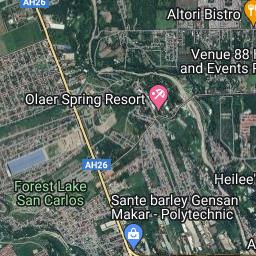 AH26
Altori Bistro
Venue 88
and Events
Olaer Spring Resort
AH26
Forest Lake
San Carlos
Heilee'
Sante barley Gensan
Makar - Polytechnic